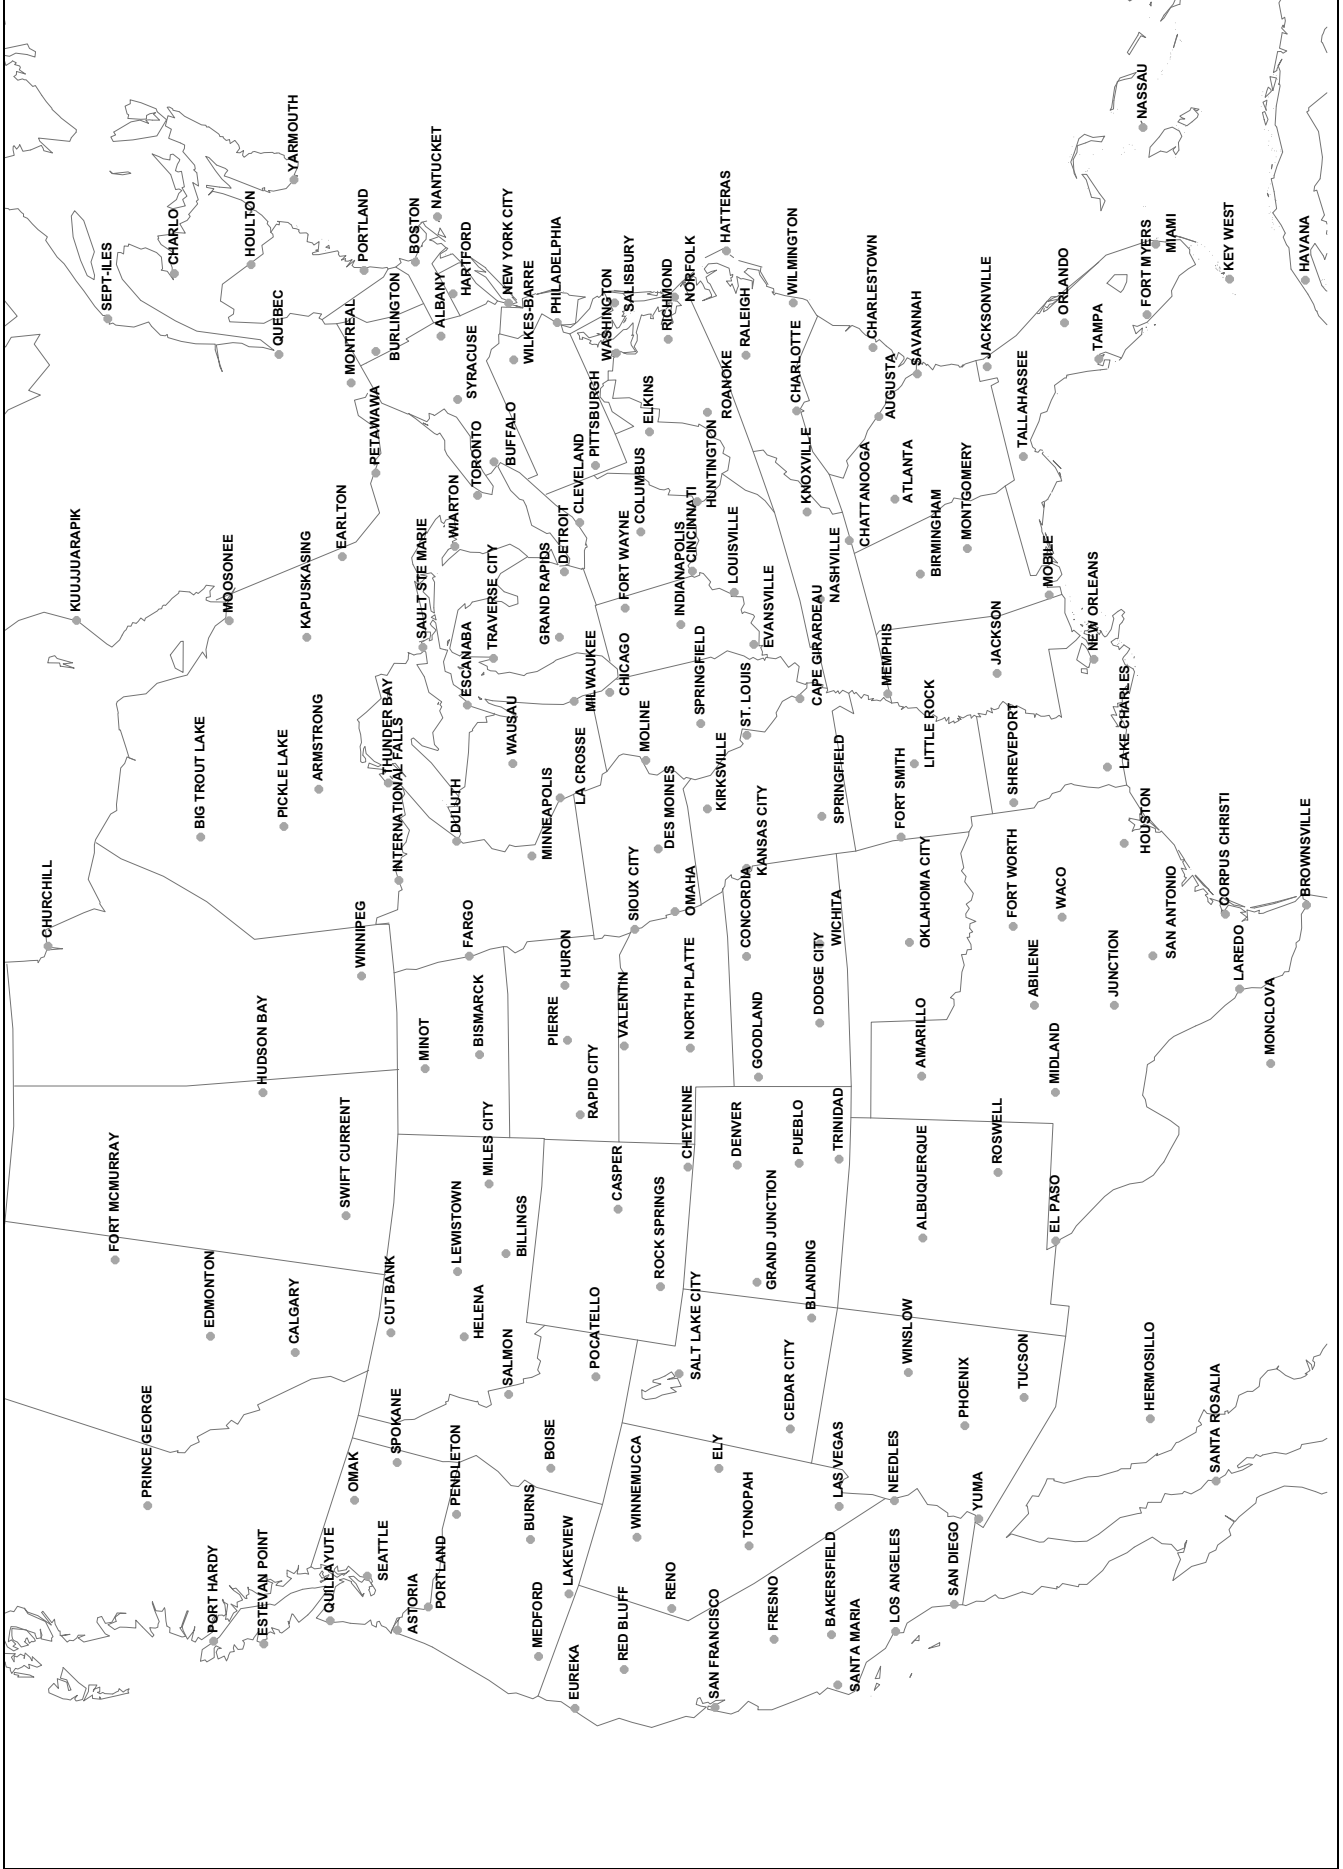 CHURCHILL
KUUJJUARAPIK
SEPT-ILES
FORT MCMURRAY
PRINCE GEORGE
CHARLO
BIG TROUT LAKE
EDMONTON
PORT HARDY
MOOSONEE
HOULTON
HUDSON BAY
ESTEVAN POINT
PICKLE LAKE
QUEBEC
YARMOUTH
CALGARY
KAPUSKASING
ARMSTRONG
QUILLAYUTE
EARLTON
SWIFT CURRENT
MONTREAL
OMAK
WINNIPEG
PORTLAND
SEATTLE
PETAWAWA
BURLINGTON
THUNDER BAY
CUT BANK
SPOKANE
INTERNATIONAL FALLS
ASTORIA
BOSTON
SAULT STE MARIE
MINOT
NANTUCKET
ALBANY
PORTLAND
WIARTON
DULUTH
LEWISTOWN
PENDLETON
HARTFORD
SYRACUSE
ESCANABA
FARGO
HELENA
TORONTO
BISMARCK
MILES CITY
TRAVERSE CITY
NEW YORK CITY
BUFFALO
WAUSAU
BILLINGS
SALMON
WILKES-BARRE
MINNEAPOLIS
BURNS
MEDFORD
GRAND RAPIDS
BOISE
PIERRE
HURON
PHILADELPHIA
DETROIT
LAKEVIEW
EUREKA
LA CROSSE
CLEVELAND
MILWAUKEE
RAPID CITY
POCATELLO
PITTSBURGH
WASHINGTON
SALISBURY
CHICAGO
FORT WAYNE
CASPER
VALENTIN
RED BLUFF
SIOUX CITY
WINNEMUCCA
COLUMBUS
MOLINE
ELKINS
DES MOINES
ROCK SPRINGS
RICHMOND
RENO
NORFOLK
INDIANAPOLIS
OMAHA
NORTH PLATTE
CHEYENNE
CINCINNATI
SALT LAKE CITY
SPRINGFIELD
HUNTINGTON
SAN FRANCISCO
KIRKSVILLE
ELY
ROANOKE
HATTERAS
LOUISVILLE
DENVER
RALEIGH
ST. LOUIS
CONCORDIA
TONOPAH
KANSAS CITY
GOODLAND
EVANSVILLE
GRAND JUNCTION
FRESNO
CEDAR CITY
WILMINGTON
CHARLOTTE
PUEBLO
KNOXVILLE
BLANDING
CAPE GIRARDEAU
DODGE CITY
NASHVILLE
WICHITA
SPRINGFIELD
BAKERSFIELD
TRINIDAD
LAS VEGAS
SANTA MARIA
CHATTANOOGA
CHARLESTOWN
MEMPHIS
AUGUSTA
NEEDLES
LOS ANGELES
FORT SMITH
ATLANTA
WINSLOW
SAVANNAH
LITTLE ROCK
OKLAHOMA CITY
AMARILLO
ALBUQUERQUE
BIRMINGHAM
SAN DIEGO
MONTGOMERY
PHOENIX
YUMA
JACKSONVILLE
JACKSON
ROSWELL
SHREVEPORT
FORT WORTH
TALLAHASSEE
TUCSON
ABILENE
MOBILE
MIDLAND
EL PASO
WACO
ORLANDO
NEW ORLEANS
TAMPA
JUNCTION
LAKE CHARLES
HOUSTON
NASSAU
FORT MYERS
HERMOSILLO
MIAMI
SAN ANTONIO
SANTA ROSALIA
CORPUS CHRISTI
KEY WEST
LAREDO
MONCLOVA
HAVANA
BROWNSVILLE